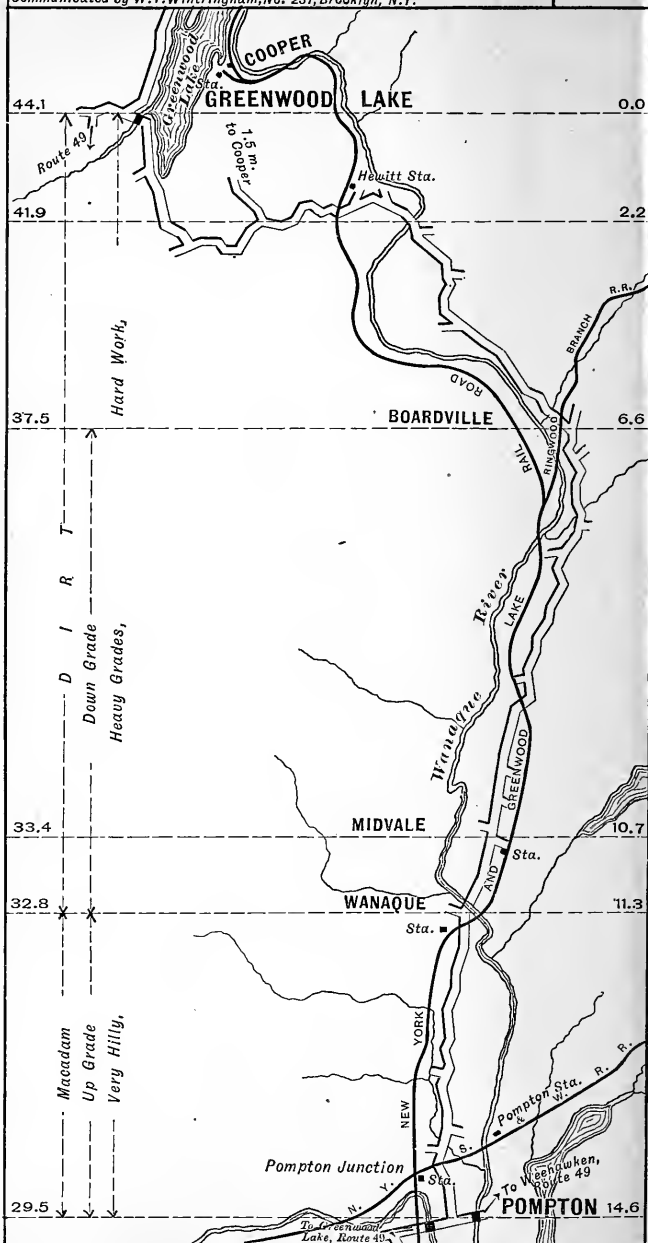 Communicated by W.T. Wintringham, No. 231, Brooklyn, N.Y.
COOPER
Sta.
Greenwood
Lake
GREENWOOD LAKE
44.1
0.0
Route 49
1.5 m.
to Cooper
Hewitt Sta.
41.9
2.2
R.R.
BRANCH
RINGWOOD
Hard Work,
ROAD
RAIL
BOARDVILLE
37.5
6.6
DIRT
Down Grade
Heavy Grades,
Wanaque River
LAKE
GREENWOOD
AND
33.4
MIDVALE
10.7
Sta.
32.8
WANAQUE
11.3
Sta.
YORK
NEW
Macadam
Up Grade
Very Hilly,
Pompton Sta.
N. Y. S. & W. R. R.
Pompton Junction
Sta.
To Weehawken,
Route 49
29.5
POMPTON
14.6
To Greenwood
Lake, Route 49